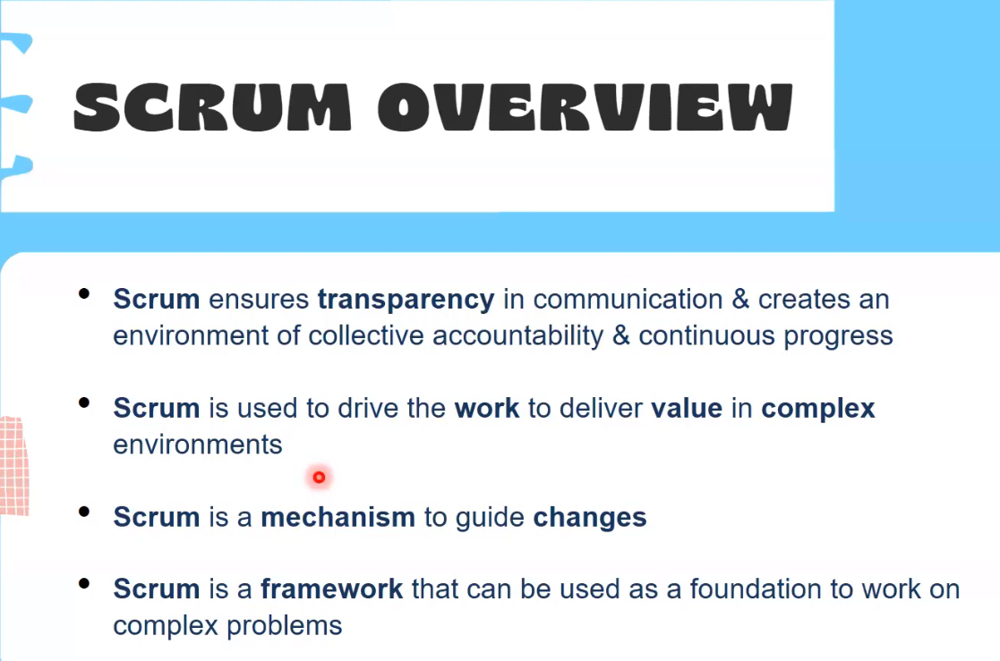 SCRUM OVERVIEW
• Scrum ensures transparency in communication & creates an
environment of collective accountability & continuous progress
• Scrum is used to drive the work to deliver value in complex
environments
• Scrum is a mechanism to guide changes
• Scrum is a framework that can be used as a foundation to work on
complex problems